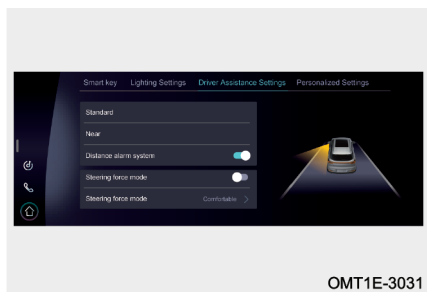 Smart key Lighting Settings Driver Assistance Settings Personalized Settings
Standard
Near
Distance alarm system
Steering force mode
Steering force mode Comfortable
OMT1E-3031